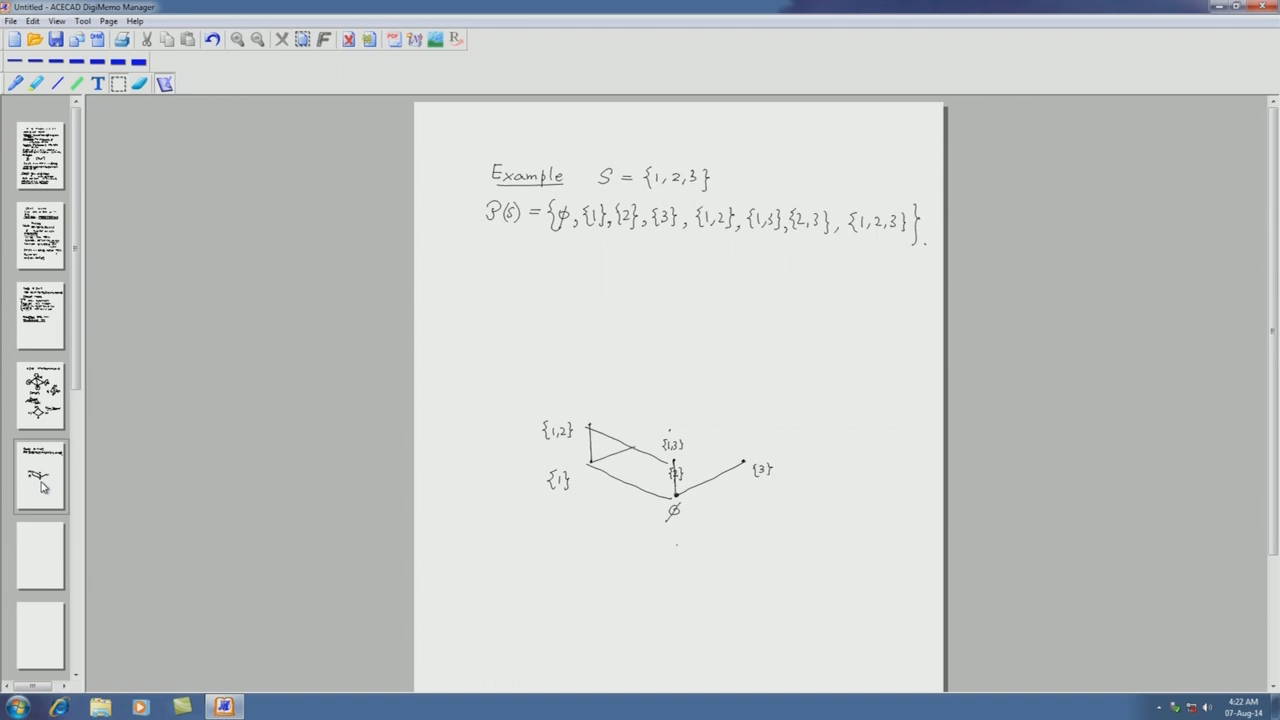 Untitled - ACECAD DigiMemo Manager
File Edit View Tool Page Help
Example S = {1, 2, 3}
P(S) = {ϕ, {1}, {2}, {3}, {1,2}, {1,3}, {2,3}, {1,2,3}}.
{1,2}
{1,3}
{1} {2} {3}
ϕ
4:22 AM
07-Aug-14